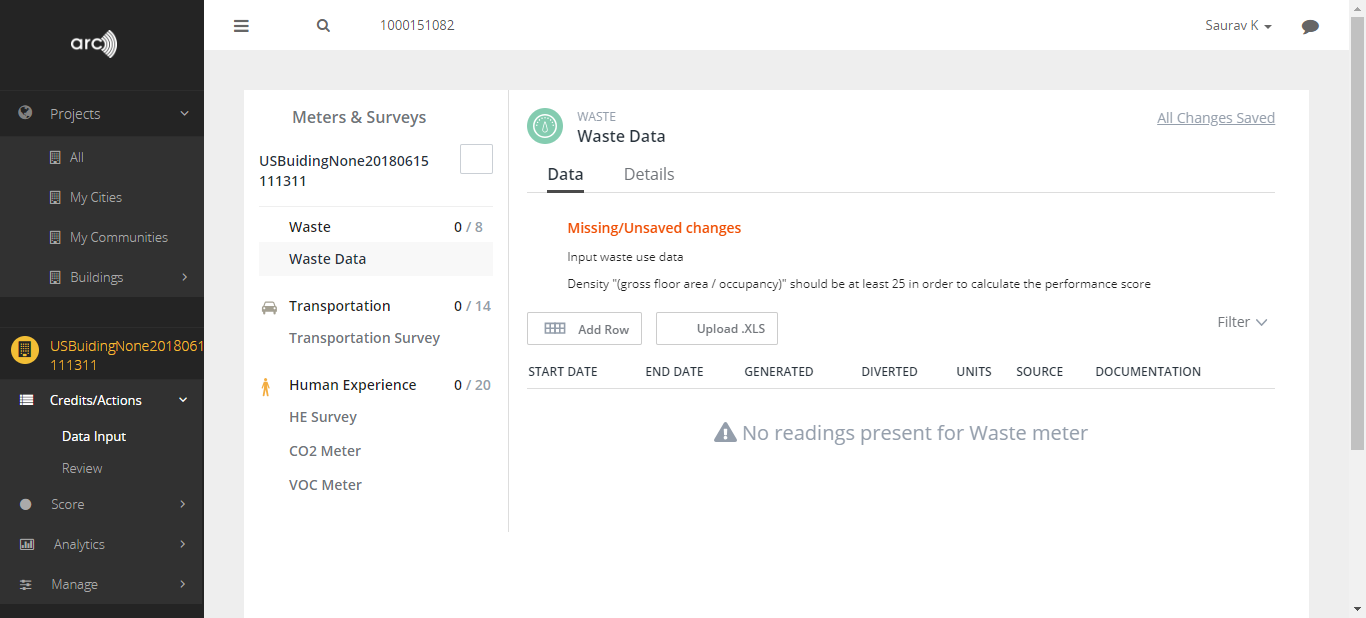 arc
1000151082
Saurav K
Projects
All
My Cities
My Communities
Buildings
USBuidingNone2018061
111311
Credits/Actions
Data Input
Review
Score
Analytics
Manage
Meters & Surveys
USBuidingNone20180615
111311
Waste 0 / 8
Waste Data
Transportation 0 / 14
Transportation Survey
Human Experience 0 / 20
HE Survey
CO2 Meter
VOC Meter
WASTE
Waste Data
All Changes Saved
Data Details
Missing/Unsaved changes
Input waste use data
Density "(gross floor area / occupancy)" should be at least 25 in order to calculate the performance score
Add Row Upload .XLS Filter
START DATE END DATE GENERATED DIVERTED UNITS SOURCE DOCUMENTATION
No readings present for Waste meter